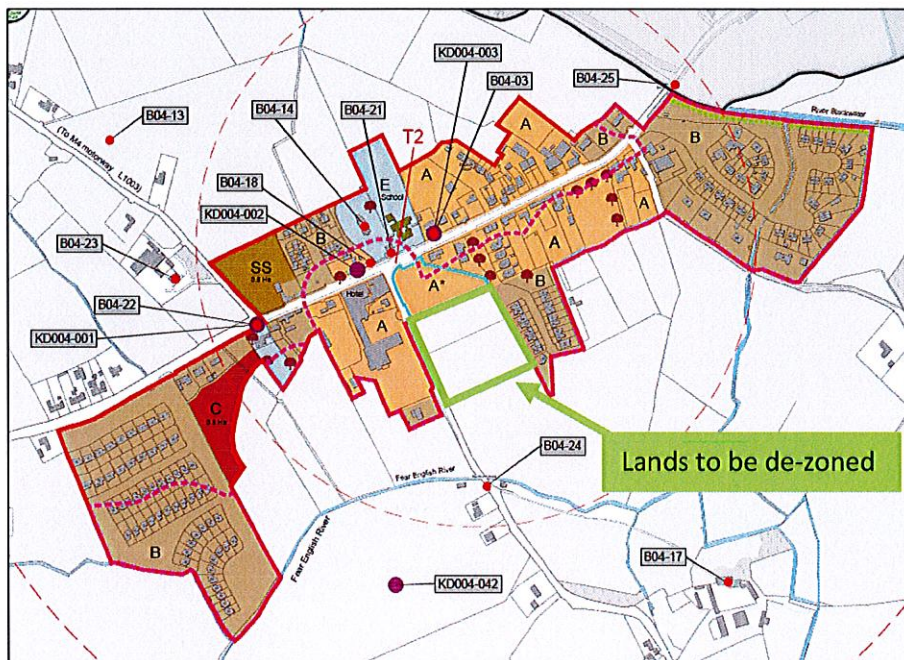 KD004-003
B04-25
B04-03
B04-14
B04-21
T2
B04-13
(To M4 motorway L1003)
River Blackwater
A
B
B
E
School
A
B04-18
KD004-002
B
A
A
B04-23
SS
Hotel
A*
B
B04-22
KD004-001
A
C
Lands to be de-zoned
B04-24
Fear English River
B
Fear English River
B04-17
KD004-042